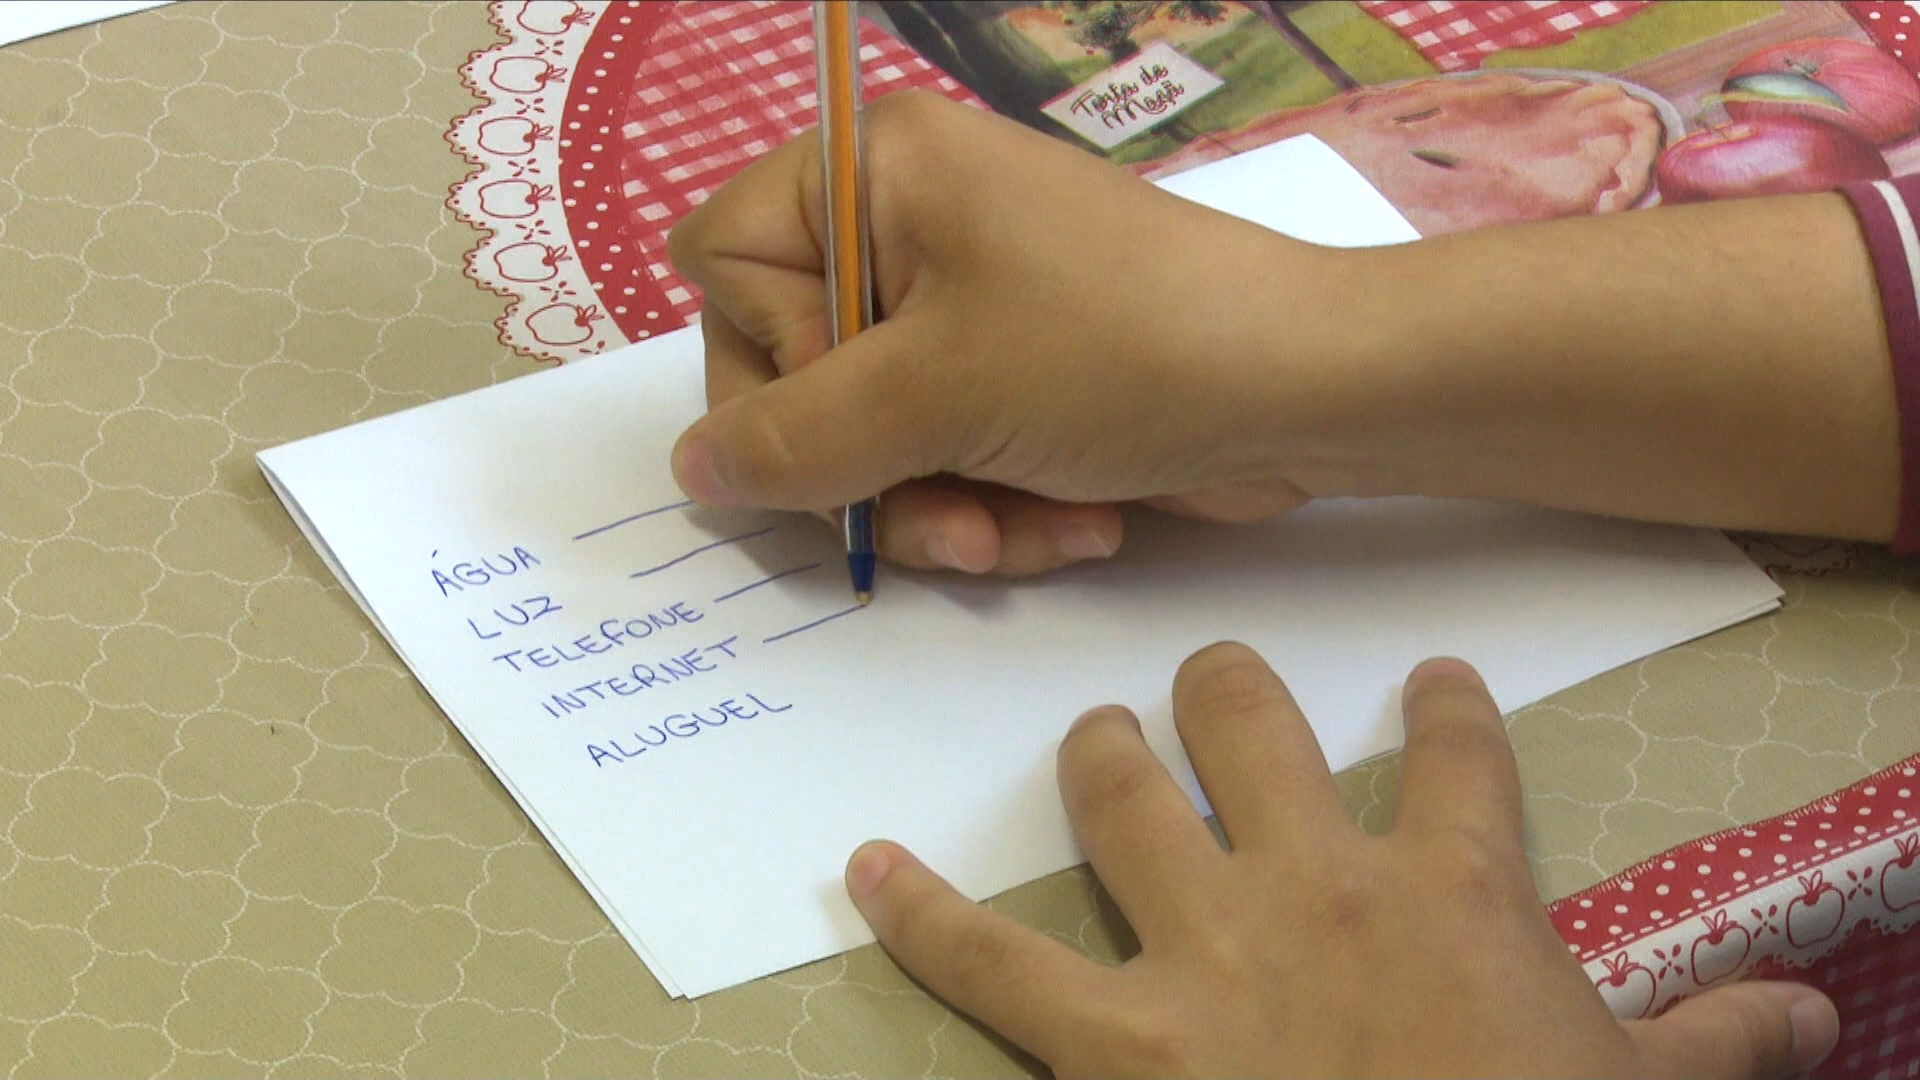 Torta de
Maçã
ÁGUA
LUZ
TELEFONE
INTERNET
ALUGUEL